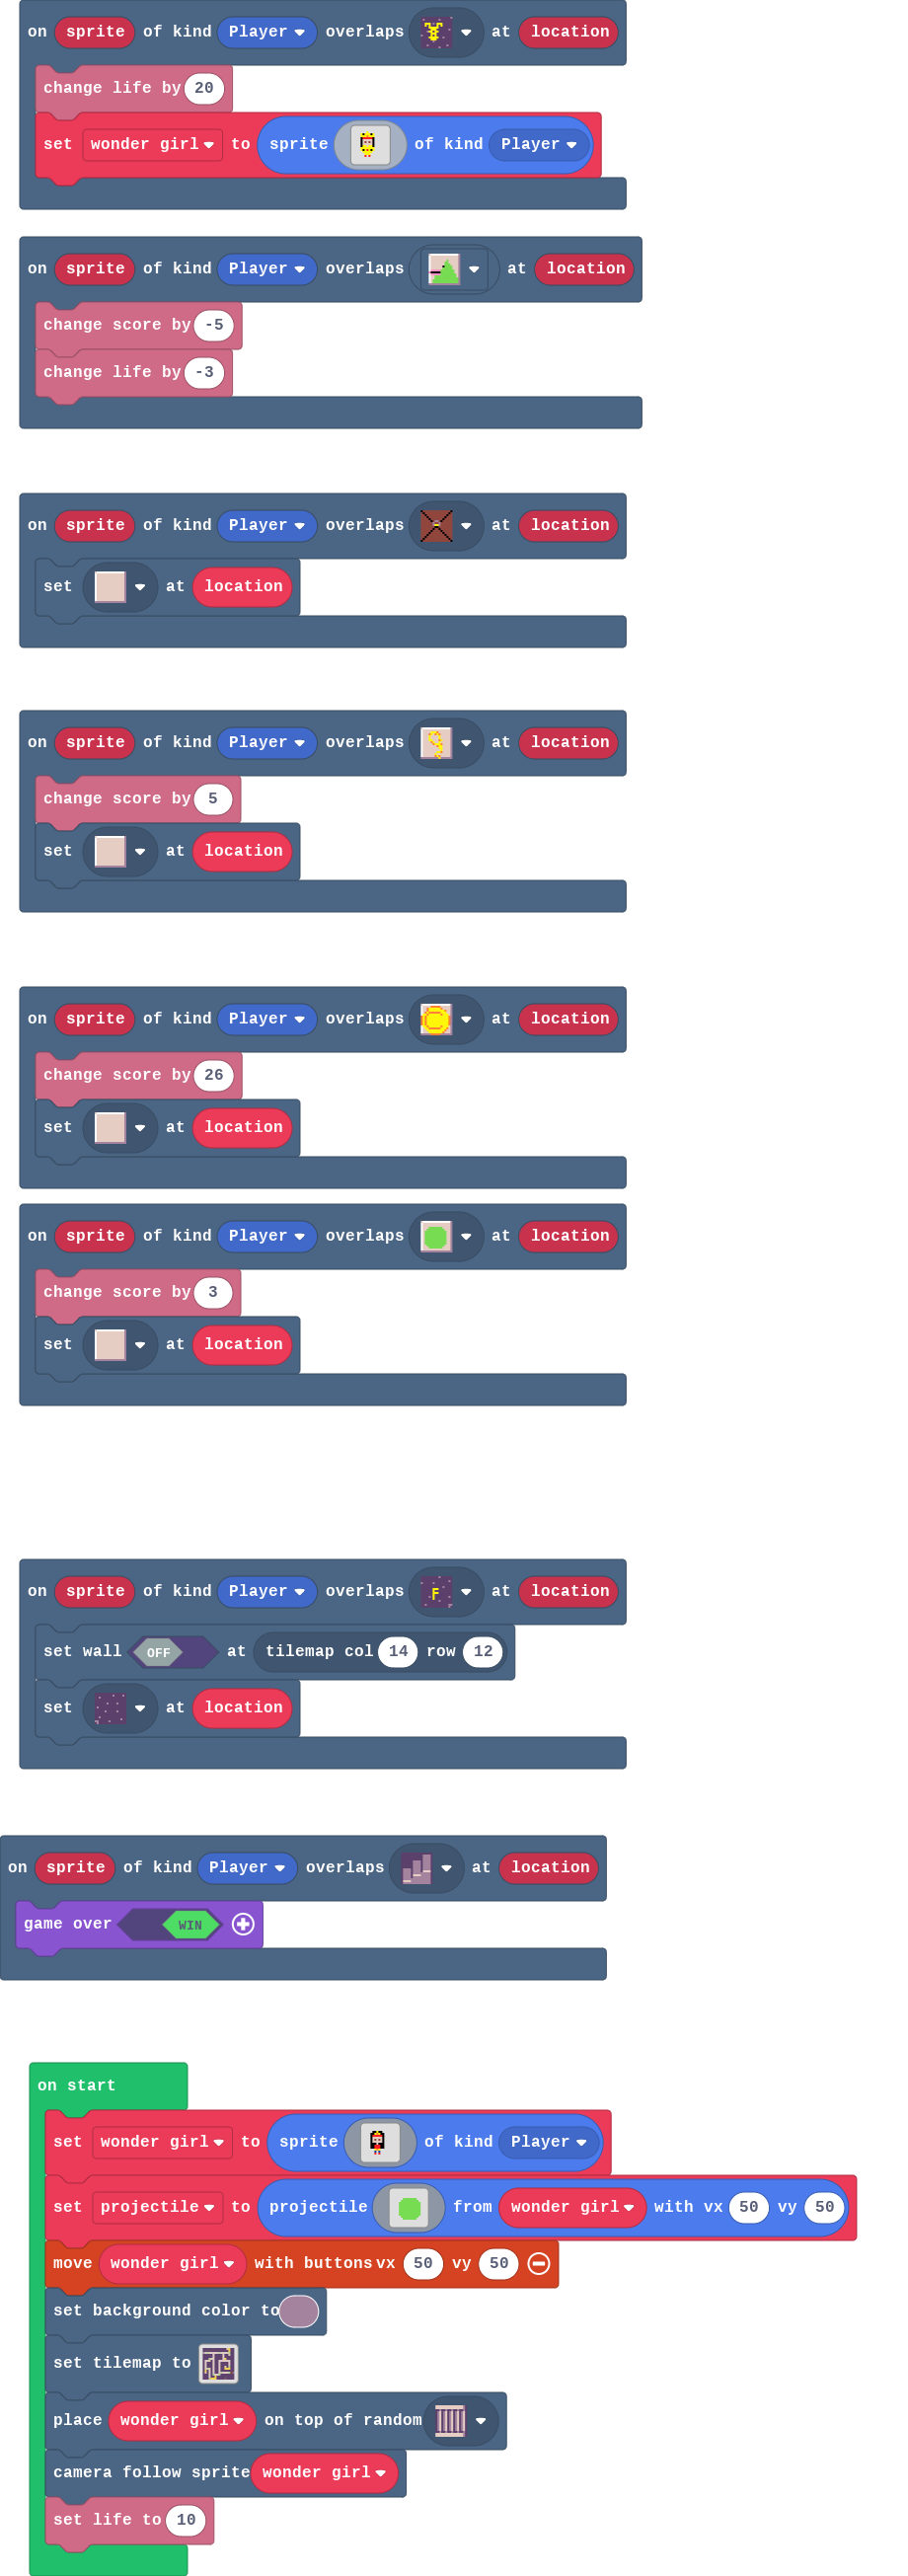 on sprite of kind Player overlaps at location
change life by 20
set wonder girl to sprite of kind Player
on sprite of kind Player overlaps at location
change score by -5
change life by -3
on sprite of kind Player overlaps at location
set at location
on sprite of kind Player overlaps at location
change score by 5
set at location
on sprite of kind Player overlaps at location
change score by 26
set at location
on sprite of kind Player overlaps at location
change score by 3
set at location
on sprite of kind Player overlaps F at location
set wall OFF at tilemap col 14 row 12
set at location
on sprite of kind Player overlaps at location
game over WIN
on start
set wonder girl to sprite of kind Player
set projectile to projectile from wonder girl with vx 50 vy 50
move wonder girl with buttons vx 50 vy 50
set background color to
set tilemap to
place wonder girl on top of random
camera follow sprite wonder girl
set life to 10